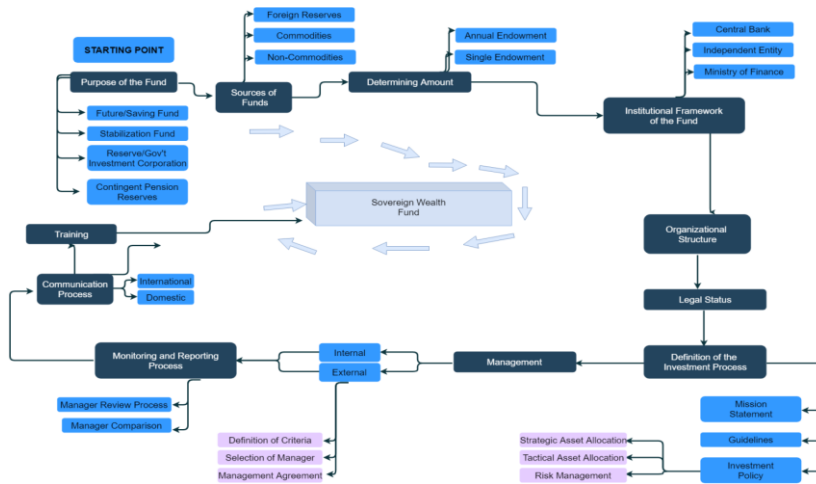 STARTING POINT
Purpose of the Fund
Future/Saving Fund
Stabilization Fund
Reserve/Gov't
Investment Corporation
Contingent Pension
Reserves
Foreign Reserves
Commodities
Non-Commodities
Sources of
Funds
Annual Endowment
Single Endowment
Determining Amount
Central Bank
Independent Entity
Ministry of Finance
Institutional Framework
of the Fund
Sovereign Wealth
Fund
Organizational
Structure
Legal Status
Definition of the
Investment Process
Mission
Statement
Guidelines
Investment
Policy
Strategic Asset Allocation
Tactical Asset Allocation
Risk Management
Management
Internal
External
Definition of Criteria
Selection of Manager
Management Agreement
Monitoring and Reporting
Process
Manager Review Process
Manager Comparison
Communication
Process
International
Domestic
Training